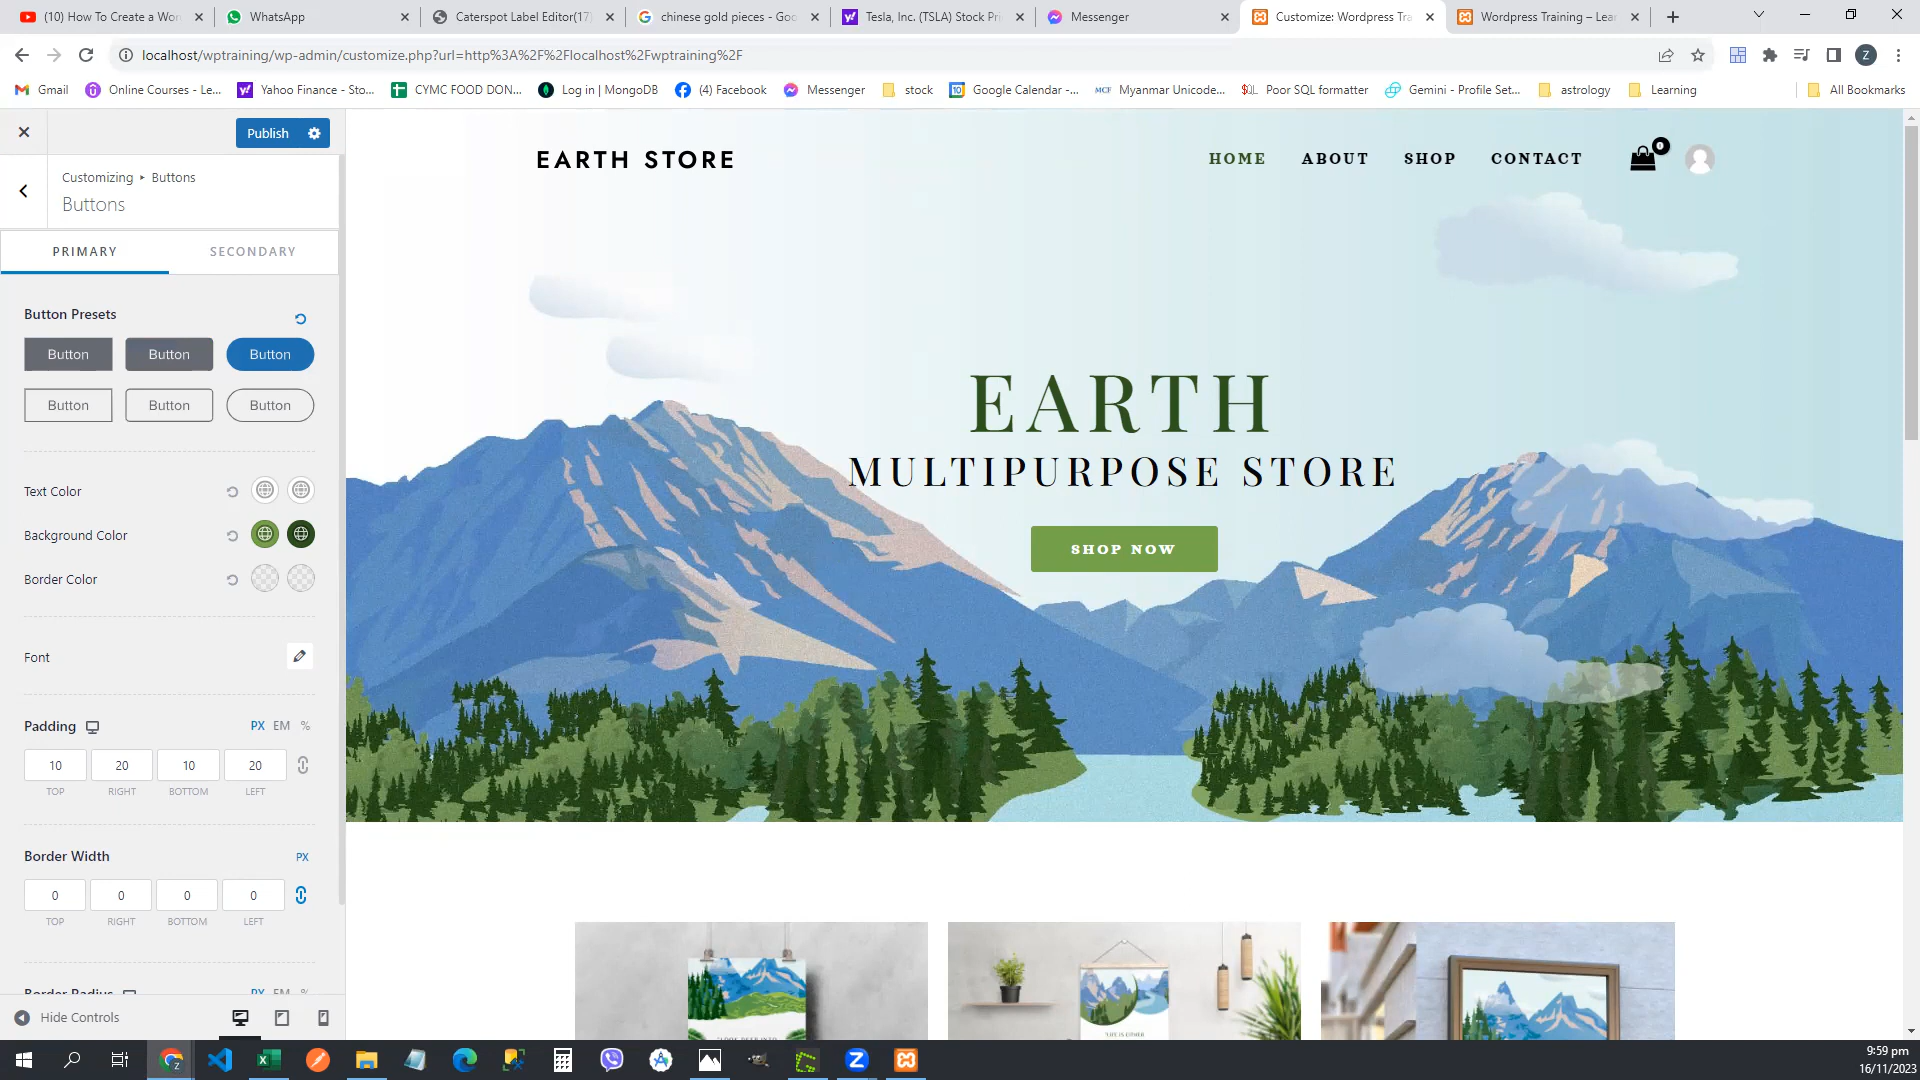 (10) How To Create a Wor
WhatsApp
Caterspot Label Editor(17)
chinese gold pieces - Goo
Tesla, Inc. (TSLA) Stock Pri
Messenger
Customize: Wordpress Tra
Wordpress Training – Lear
localhost/wptraining/wp-admin/customize.php?url=http%3A%2F%2Flocalhost%2Fwptraining%2F
Z
Gmail
Online Courses - Le...
Yahoo Finance - Sto...
CYMC FOOD DON...
Log in | MongoDB
(4) Facebook
Messenger
stock
Google Calendar -...
Myanmar Unicode...
Poor SQL formatter
Gemini - Profile Set...
astrology
Learning
All Bookmarks
Publish
Customizing ▸ Buttons
Buttons
PRIMARY
SECONDARY
Button Presets
Button Button Button
Button Button Button
Text Color
Background Color
Border Color
Font
Padding PX EM %
10 20 10 20
TOP RIGHT BOTTOM LEFT
Border Width PX
0 0 0 0
TOP RIGHT BOTTOM LEFT
Border Radius PX EM %
Hide Controls
EARTH STORE
HOME ABOUT SHOP CONTACT
0
EARTH
MULTIPURPOSE STORE
SHOP NOW
9:59 pm
16/11/2023